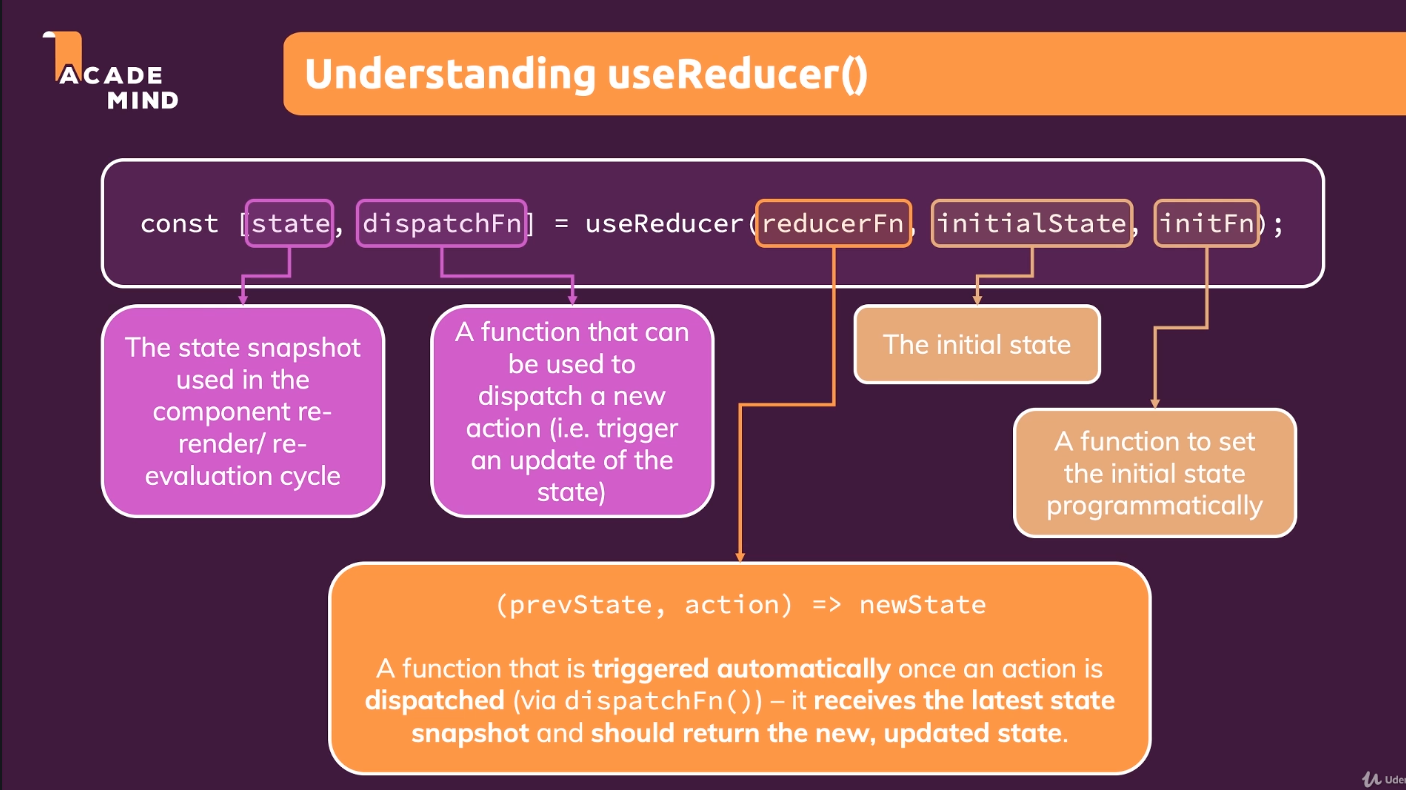 ACADE
MIND
Understanding useReducer()
const [state, dispatchFn] = useReducer(reducerFn, initialState, initFn);
The state snapshot
used in the
component re-
render/ re-
evaluation cycle
A function that can
be used to
dispatch a new
action (i.e. trigger
an update of the
state)
The initial state
A function to set
the initial state
programmatically
(prevState, action) => newState
A function that is triggered automatically once an action is
dispatched (via dispatchFn()) – it receives the latest state
snapshot and should return the new, updated state.